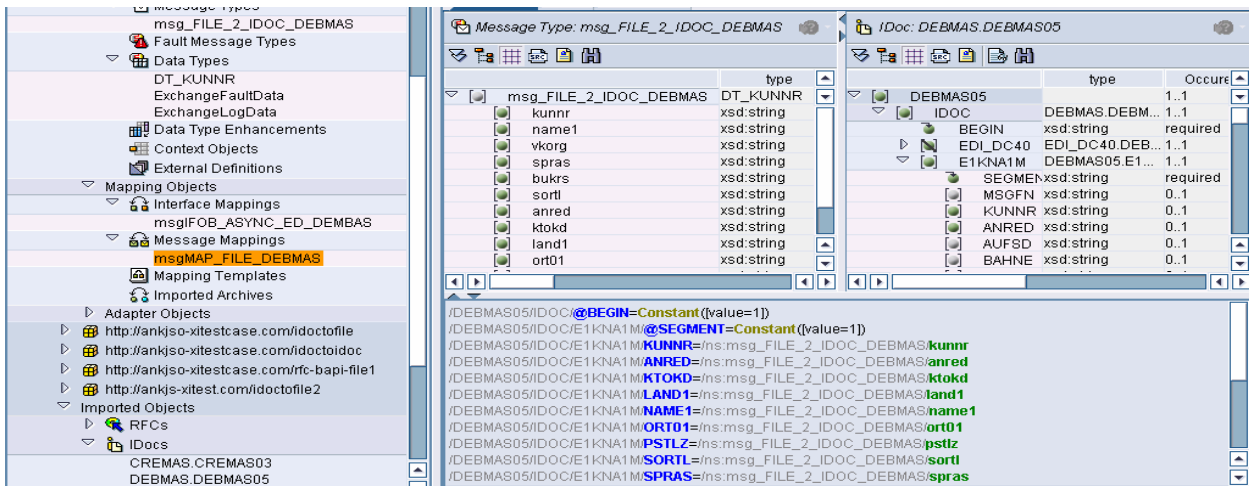 Message Types
msg_FILE_2_IDOC_DEBMAS
Fault Message Types
Data Types
DT_KUNNR
ExchangeFaultData
ExchangeLogData
Data Type Enhancements
Context Objects
External Definitions
Mapping Objects
Interface Mappings
msgIFOB_ASYNC_ED_DEMBAS
Message Mappings
msgMAP_FILE_DEBMAS
Mapping Templates
Imported Archives
Adapter Objects
http://ankjso-xitestcase.com/idoctofile
http://ankjso-xitestcase.com/idoctoidoc
http://ankjso-xitestcase.com/rfc-bapi-file1
http://ankjs-xitest.com/idoctofile2
Imported Objects
RFCs
IDocs
CREMAS.CREMAS03
DEBMAS.DEBMAS05
Message Type: msg_FILE_2_IDOC_DEBMAS
SRC
type
msg_FILE_2_IDOC_DEBMAS DT_KUNNR
kunnr xsd:string
name1 xsd:string
vkorg xsd:string
spras xsd:string
bukrs xsd:string
sortl xsd:string
anred xsd:string
ktokd xsd:string
land1 xsd:string
ort01 xsd:string
IDoc: DEBMAS.DEBMAS05
SRC
type Occure
DEBMAS05 1..1
IDOC DEBMAS.DEBM... 1..1
BEGIN xsd:string required
EDI_DC40 EDI_DC40.DEB... 1..1
E1KNA1M DEBMAS05.E1... 1..1
SEGMEN xsd:string required
MSGFN xsd:string 0..1
KUNNR xsd:string 0..1
ANRED xsd:string 0..1
AUFSD xsd:string 0..1
BAHNE xsd:string 0..1
/DEBMAS05/IDOC/@BEGIN=Constant([value=1])
/DEBMAS05/IDOC/E1KNA1M/@SEGMENT=Constant([value=1])
/DEBMAS05/IDOC/E1KNA1M/KUNNR=/ns:msg_FILE_2_IDOC_DEBMAS/kunnr
/DEBMAS05/IDOC/E1KNA1M/ANRED=/ns:msg_FILE_2_IDOC_DEBMAS/anred
/DEBMAS05/IDOC/E1KNA1M/KTOKD=/ns:msg_FILE_2_IDOC_DEBMAS/ktokd
/DEBMAS05/IDOC/E1KNA1M/LAND1=/ns:msg_FILE_2_IDOC_DEBMAS/land1
/DEBMAS05/IDOC/E1KNA1M/NAME1=/ns:msg_FILE_2_IDOC_DEBMAS/name1
/DEBMAS05/IDOC/E1KNA1M/ORT01=/ns:msg_FILE_2_IDOC_DEBMAS/ort01
/DEBMAS05/IDOC/E1KNA1M/PSTLZ=/ns:msg_FILE_2_IDOC_DEBMAS/pstlz
/DEBMAS05/IDOC/E1KNA1M/SORTL=/ns:msg_FILE_2_IDOC_DEBMAS/sortl
/DEBMAS05/IDOC/E1KNA1M/SPRAS=/ns:msg_FILE_2_IDOC_DEBMAS/spras